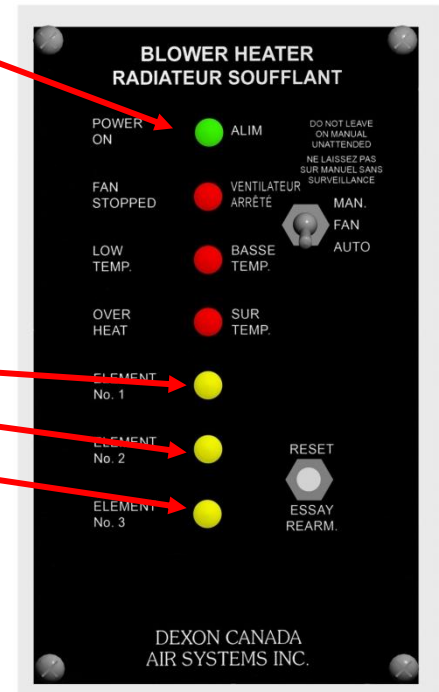 BLOWER HEATER
RADIATEUR SOUFFLANT
POWER
ON
ALIM
DO NOT LEAVE
ON MANUAL
UNATTENDED
NE LAISSEZ PAS
SUR MANUEL SANS
SURVEILLANCE
FAN
STOPPED
VENTILATEUR
ARRÊTÉ
MAN.
FAN
AUTO
LOW
TEMP.
BASSE
TEMP.
OVER
HEAT
SUR
TEMP.
ELEMENT
No. 1
ELEMENT
No. 2
RESET
ELEMENT
No. 3
ESSAY
REARM.
DEXON CANADA
AIR SYSTEMS INC.